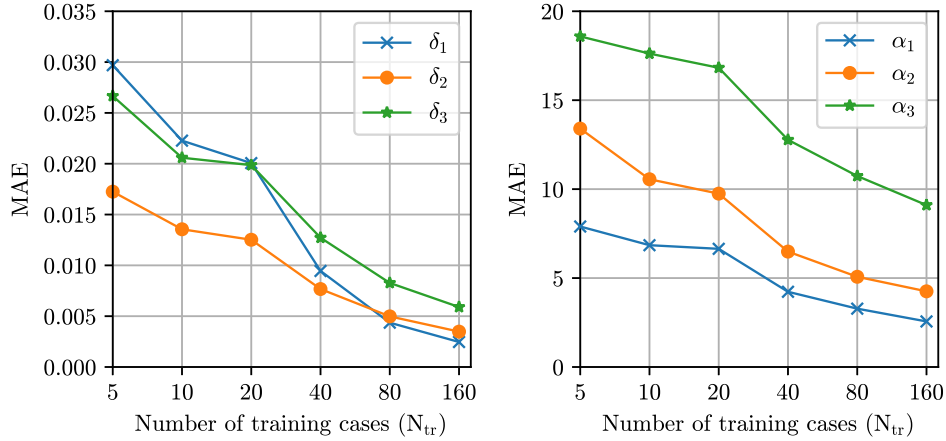 0.035
0.030
0.025
0.020
0.015
0.010
0.005
0.000
MAE
δ1
δ2
δ3
5 10 20 40 80 160
Number of training cases (Ntr)
20
15
10
5
0
MAE
α1
α2
α3
5 10 20 40 80 160
Number of training cases (Ntr)